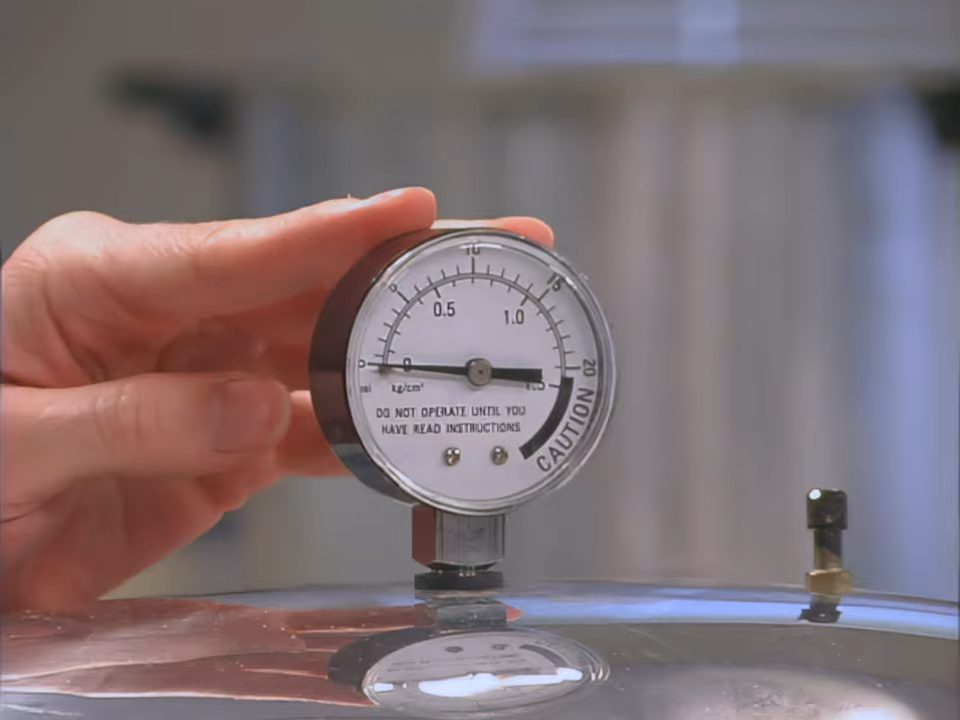 0 5 10 15 20
0 0.5 1.0 1.5
kg/cm²
DO NOT OPERATE UNTIL YOU
HAVE READ INSTRUCTIONS
CAUTION